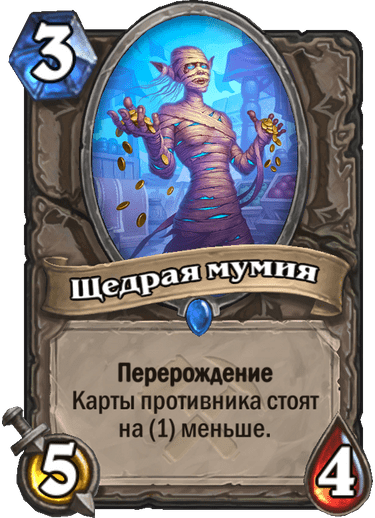 3
Щедрая мумия
Перерождение
Карты противника стоят
на (1) меньше.
5
4